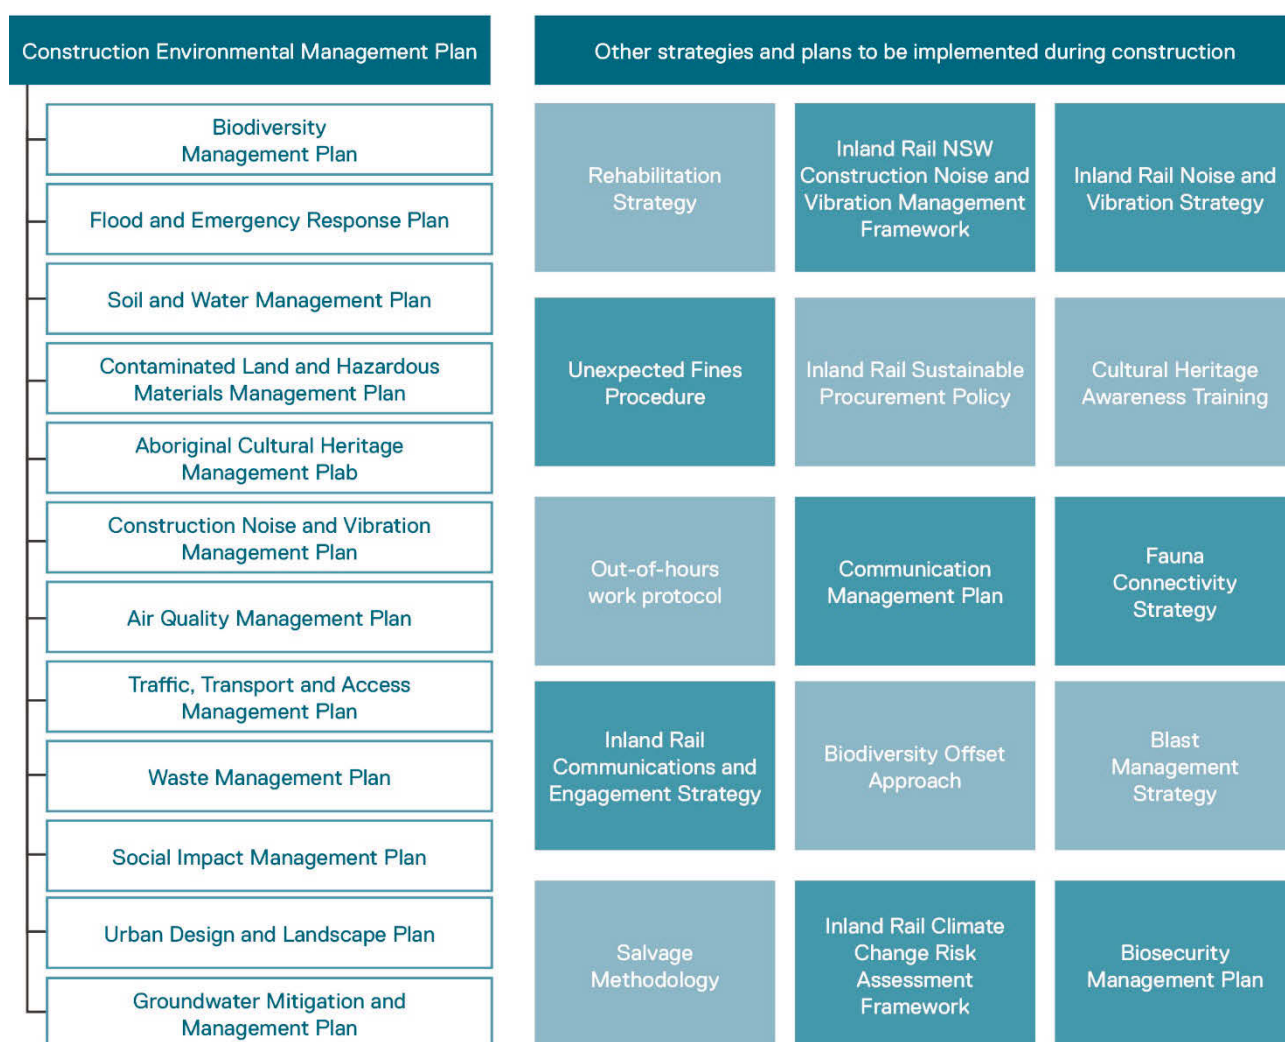 Construction Environmental Management Plan
Biodiversity
Management Plan
Flood and Emergency Response Plan
Soil and Water Management Plan
Contaminated Land and Hazardous
Materials Management Plan
Aboriginal Cultural Heritage
Management Plab
Construction Noise and Vibration
Management Plan
Air Quality Management Plan
Traffic, Transport and Access
Management Plan
Waste Management Plan
Social Impact Management Plan
Urban Design and Landscape Plan
Groundwater Mitigation and
Management Plan
Other strategies and plans to be implemented during construction
Rehabilitation
Strategy
Inland Rail NSW
Construction Noise and
Vibration Management
Framework
Inland Rail Noise and
Vibration Strategy
Unexpected Fines
Procedure
Inland Rail Sustainable
Procurement Policy
Cultural Heritage
Awareness Training
Out-of-hours
work protocol
Communication
Management Plan
Fauna
Connectivity
Strategy
Inland Rail
Communications and
Engagement Strategy
Biodiversity Offset
Approach
Blast
Management
Strategy
Salvage
Methodology
Inland Rail Climate
Change Risk
Assessment
Framework
Biosecurity
Management Plan